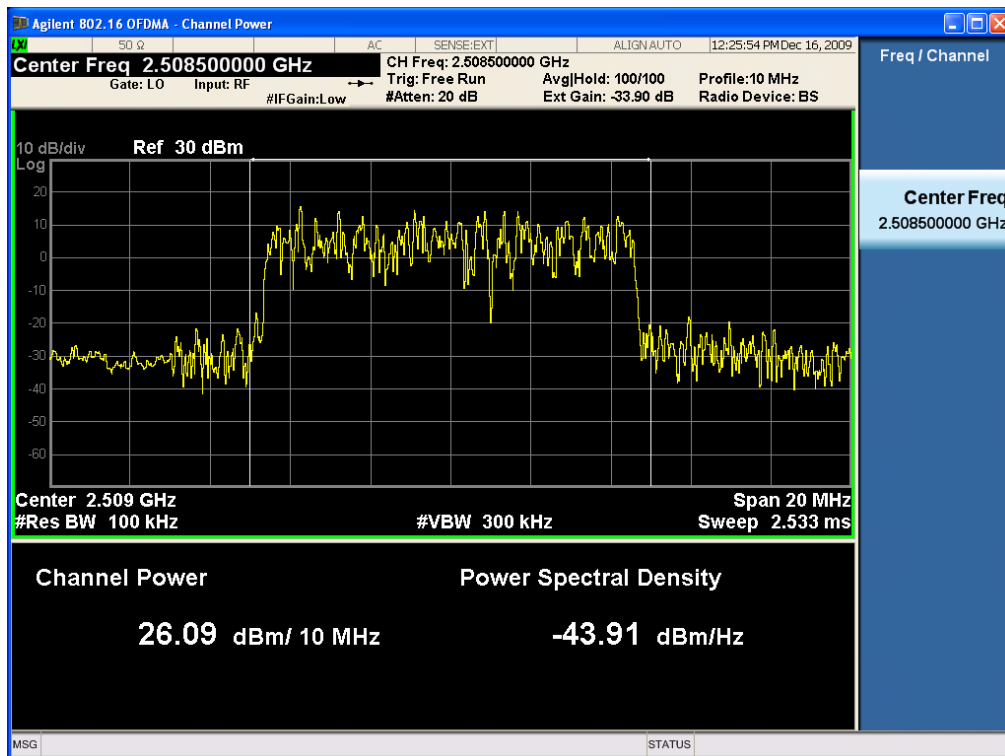 Agilent 802.16 OFDMA - Channel Power
LXI 50 Ω AC SENSE:EXT ALIGN AUTO 12:25:54 PM Dec 16, 2009
Center Freq 2.508500000 GHz
Gate: LO Input: RF
#IFGain:Low
CH Freq: 2.508500000 GHz
Trig: Free Run Avg|Hold: 100/100 Profile:10 MHz
#Atten: 20 dB Ext Gain: -33.90 dB Radio Device: BS
Freq / Channel
Center Freq
2.508500000 GHz
10 dB/div Ref 30 dBm
Log
20
10
0
-10
-20
-30
-40
-50
-60
Center 2.509 GHz Span 20 MHz
#Res BW 100 kHz #VBW 300 kHz Sweep 2.533 ms
Channel Power Power Spectral Density
26.09 dBm/ 10 MHz -43.91 dBm/Hz
MSG STATUS